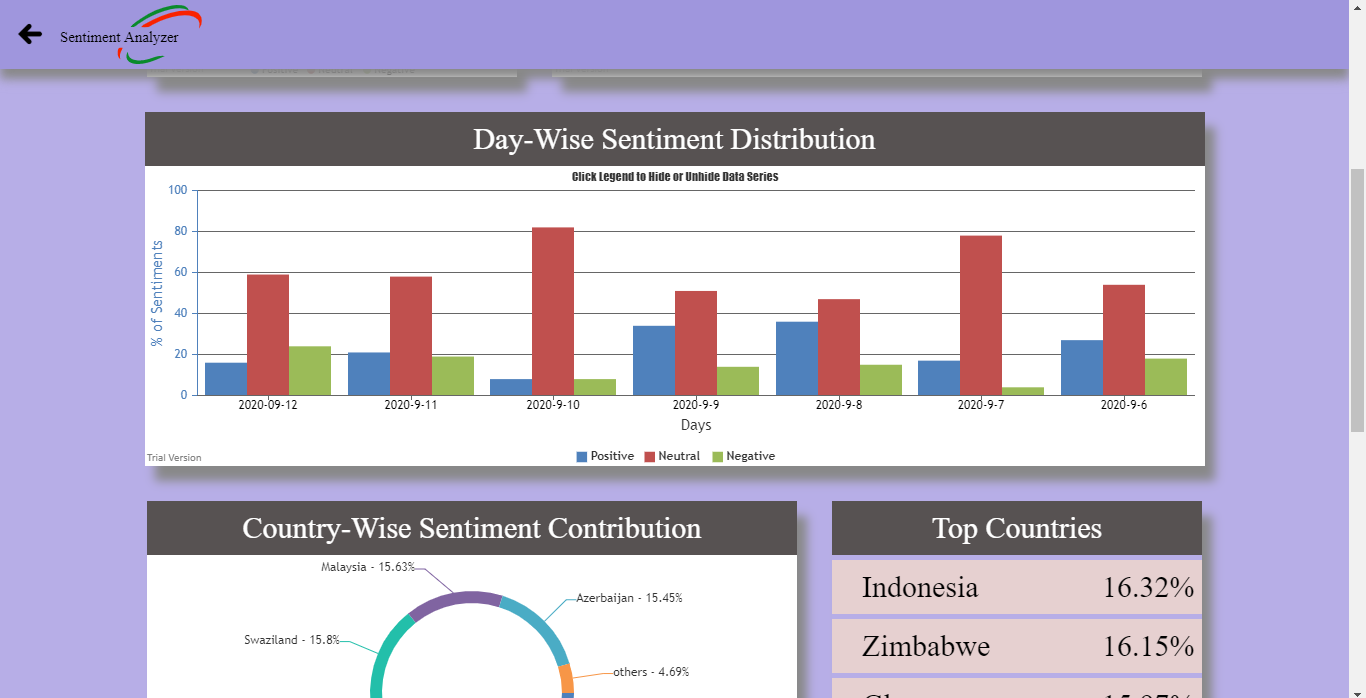 Sentiment Analyzer
Day-Wise Sentiment Distribution
Click Legend to Hide or Unhide Data Series
100
80
60
40
20
0
% of Sentiments
2020-09-12 2020-9-11 2020-9-10 2020-9-9 2020-9-8 2020-9-7 2020-9-6
Days
Positive Neutral Negative
Trial Version
Country-Wise Sentiment Contribution
Malaysia - 15.63%
Azerbaijan - 15.45%
Swaziland - 15.8%
others - 4.69%
Top Countries
Indonesia 16.32%
Zimbabwe 16.15%